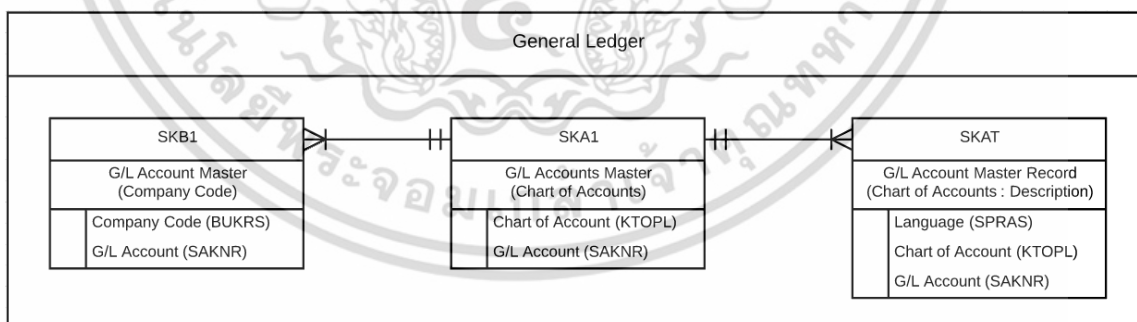 General Ledger
SKB1
G/L Account Master
(Company Code)
Company Code (BUKRS)
G/L Account (SAKNR)
SKA1
G/L Accounts Master
(Chart of Accounts)
Chart of Account (KTOPL)
G/L Account (SAKNR)
SKAT
G/L Account Master Record
(Chart of Accounts : Description)
Language (SPRAS)
Chart of Account (KTOPL)
G/L Account (SAKNR)